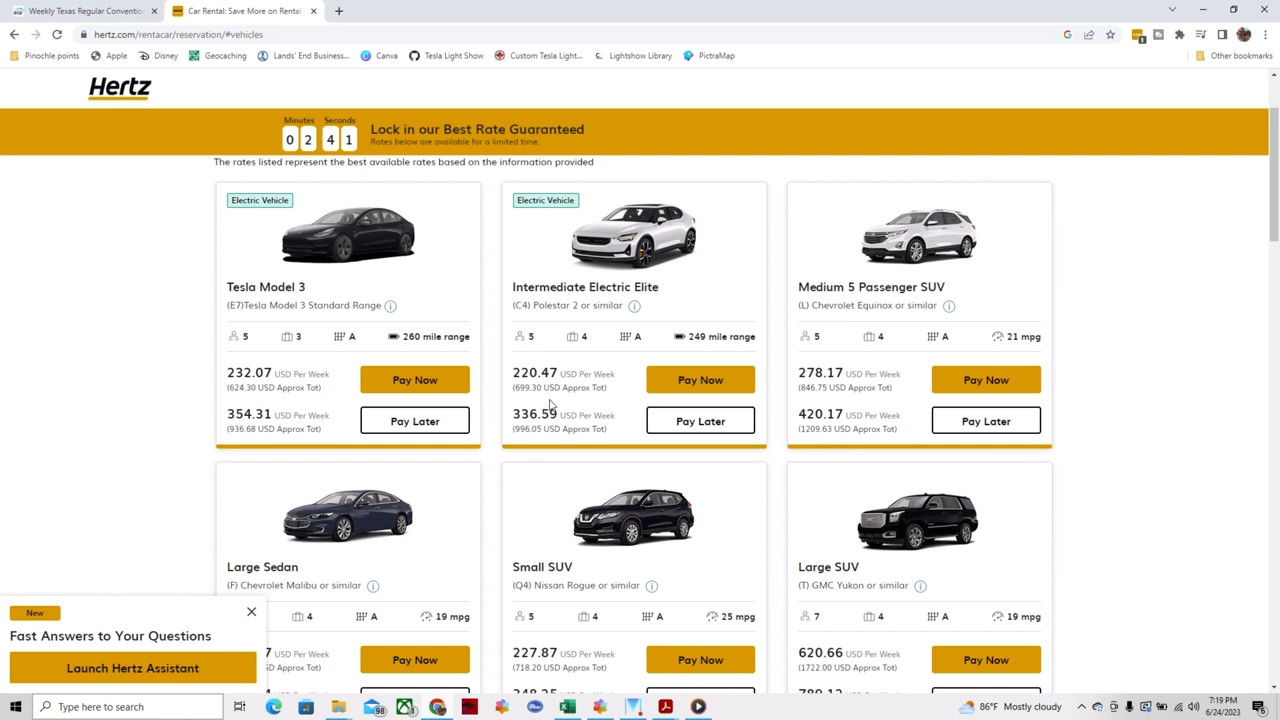 Weekly Texas Regular Convention
Car Rental: Save More on Rental
hertz.com/rentacar/reservation/#vehicles
Pinochle points
Apple
Disney
Geocaching
Lands' End Business...
Canva
Tesla Light Show
Custom Tesla Light...
Lightshow Library
PictraMap
Other bookmarks
Hertz
Minutes Seconds
0 2 4 1
Lock in our Best Rate Guaranteed
Rates below are available for a limited time.
The rates listed represent the best available rates based on the information provided
Electric Vehicle
Tesla Model 3
(E7)Tesla Model 3 Standard Range
5 3 A 260 mile range
232.07 USD Per Week
(624.30 USD Approx Tot)
Pay Now
354.31 USD Per Week
(936.68 USD Approx Tot)
Pay Later
Electric Vehicle
Intermediate Electric Elite
(C4) Polestar 2 or similar
5 4 A 249 mile range
220.47 USD Per Week
(699.30 USD Approx Tot)
Pay Now
336.59 USD Per Week
(996.05 USD Approx Tot)
Pay Later
Medium 5 Passenger SUV
(L) Chevrolet Equinox or similar
5 4 A 21 mpg
278.17 USD Per Week
(846.75 USD Approx Tot)
Pay Now
420.17 USD Per Week
(1209.63 USD Approx Tot)
Pay Later
Large Sedan
(F) Chevrolet Malibu or similar
4 A 19 mpg
7 USD Per Week
SD Approx Tot)
Pay Now
Small SUV
(Q4) Nissan Rogue or similar
5 4 A 25 mpg
227.87 USD Per Week
(718.20 USD Approx Tot)
Pay Now
Large SUV
(T) GMC Yukon or similar
7 4 A 19 mpg
620.66 USD Per Week
(1722.00 USD Approx Tot)
Pay Now
New
Fast Answers to Your Questions
Launch Hertz Assistant
Type here to search
98
1
86°F Mostly cloudy
7:19 PM
6/24/2023
6